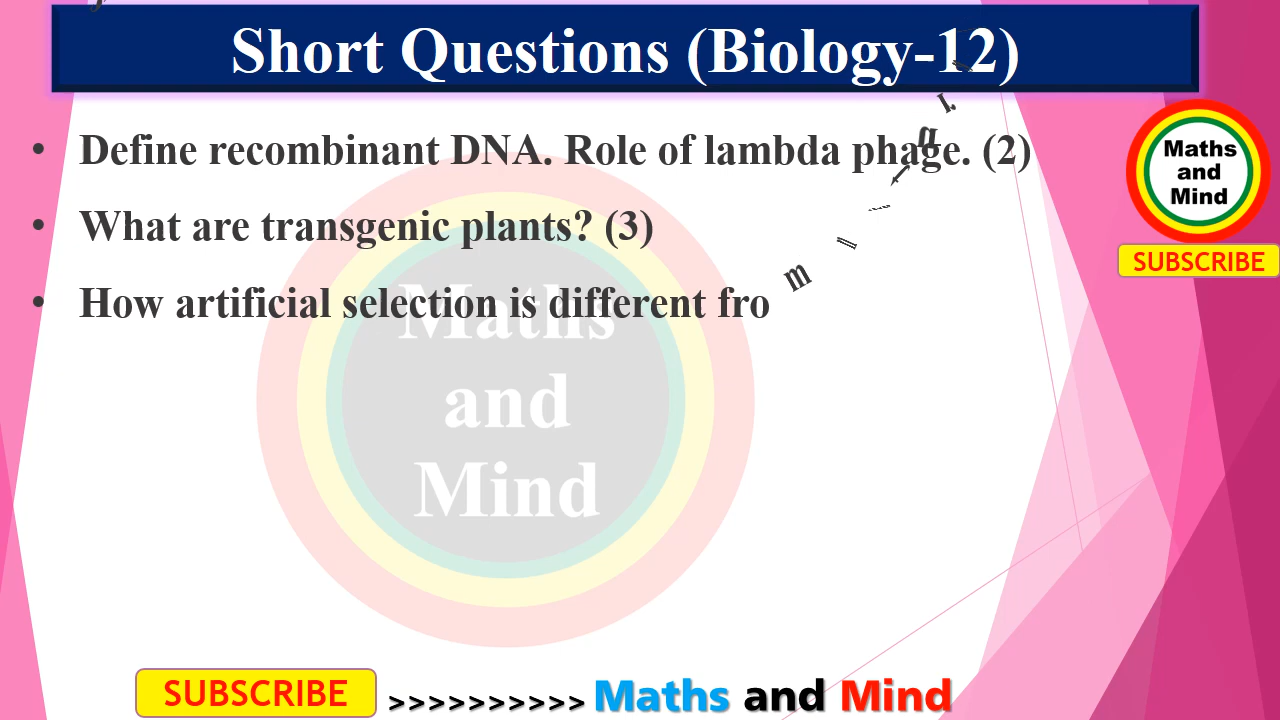 Short Questions (Biology-12)
• Define recombinant DNA. Role of lambda phage. (2)
• What are transgenic plants? (3)
• How artificial selection is different from
Maths
and
Mind
SUBSCRIBE
Maths
and
Mind
SUBSCRIBE >>>>>>>>>> Maths and Mind